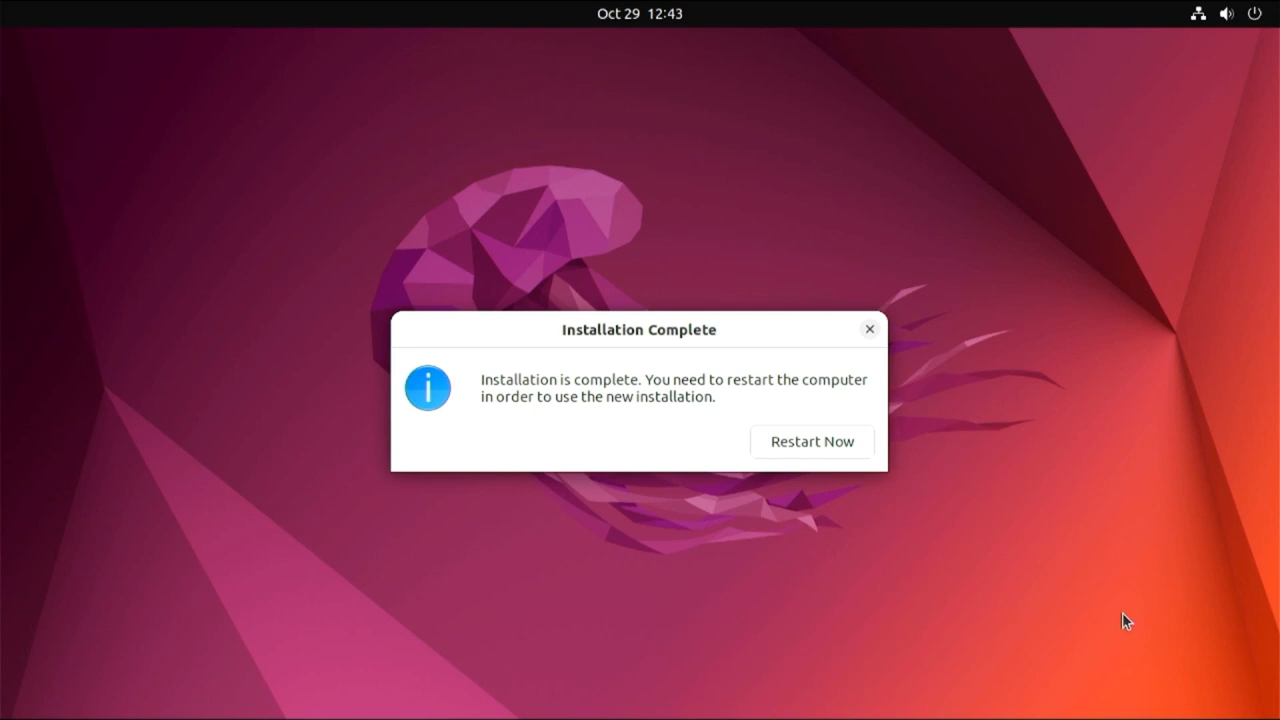 Oct 29 12:43
Installation Complete
Installation is complete. You need to restart the computer
in order to use the new installation.
Restart Now